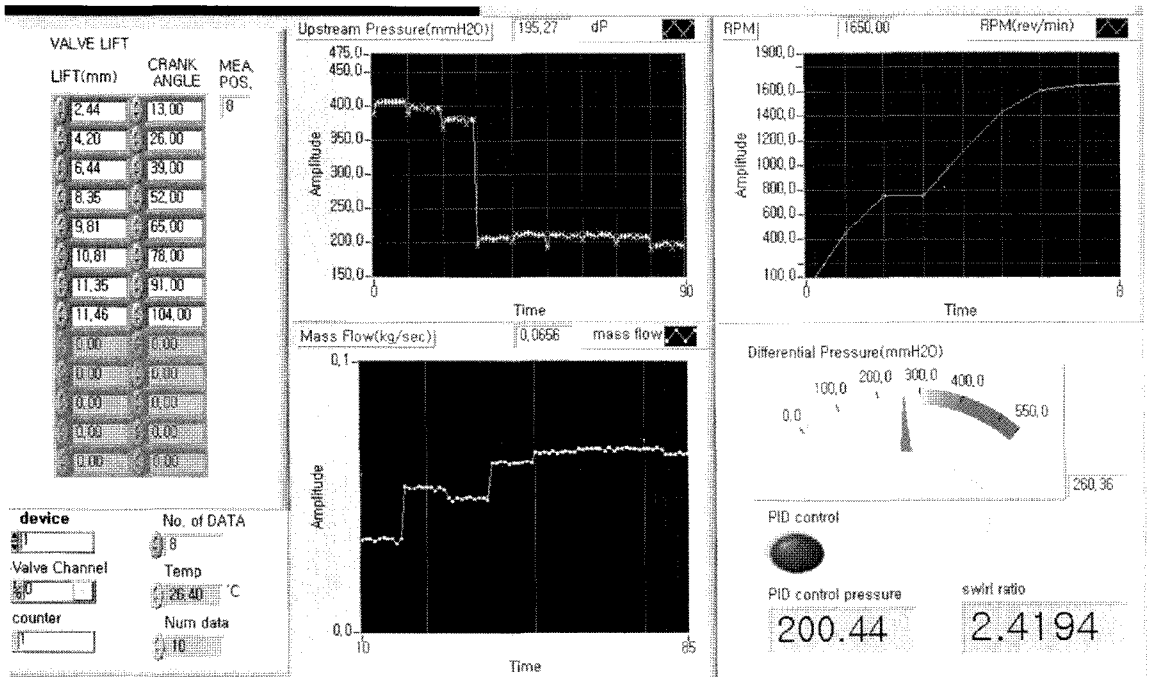 VALVE LIFT
LIFT(mm) CRANK ANGLE MEA. POS.
2,44 13,00 8
4,20 26,00
6,44 39,00
8,35 52,00
9,81 65,00
10,81 78,00
11,35 91,00
11,46 104,00
0,00 0,00
0,00 0,00
0,00 0,00
0,00 0,00
0,00 0,00
device
1
Valve Channel
0
counter
1
No. of DATA
8
Temp
26,40 °C
Num data
10
Upstream Pressure(mmH2O) 195,27 dP
475,0
450,0
400,0
350,0
300,0
250,0
200,0
150,0
Amplitude
0 90
Time
Mass Flow(kg/sec) 0,0656 mass flow
0,1
0,0
Amplitude
10 85
Time
RPM 1650,00 RPM(rev/min)
1900,0
1600,0
1400,0
1200,0
1000,0
800,0
600,0
400,0
100,0
Amplitude
0 8
Time
Differential Pressure(mmH2O)
0,0 100,0 200,0 300,0 400,0 550,0
260,36
PID control
PID control pressure
200.44
swirl ratio
2.4194